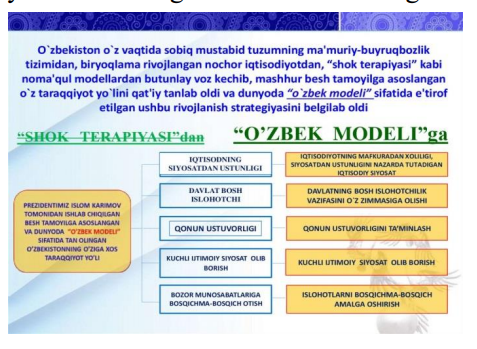 O`zbekiston o`z vaqtida sobiq mustabid tuzumning ma'muriy-buyruqbozlik
tizimidan, biryoqlama rivojlangan nochor iqtisodiyotdan, "shok terapiyasi" kabi
noma'qul modellardan butunlay voz kechib, mashhur besh tamoyilga asoslangan
o`z taraqqiyot yo`lini qat'iy tanlab oldi va dunyoda "o`zbek modeli" sifatida e'tirof
etilgan ushbu rivojlanish strategiyasini belgilab oldi
"SHOK TERAPIYASI"dan "O'ZBEK MODELI"ga
PREZIDENTIMIZ ISLOM KARIMOV
TOMONIDAN ISHLAB CHIQILGAN
BESH TAMOYILGA ASOSLANGAN
VA DUNYODA "O'ZBEK MODELI"
SIFATIDA TAN OLINGAN
O'ZBEKISTONNING O'ZIGA XOS
TARAQQIYOT YO'LI
IQTISODNING
SIYOSATDAN USTUNLIGI
IQTISODIYOTNING MAFKURADAN XOLILIGI,
SIYOSATDAN USTUNLIGINI NAZARDA TUTADIGAN
IQTISODIY SIYOSAT
DAVLAT BOSH
ISLOHOTCHI
DAVLATNING BOSH ISLOHOTCHILIK
VAZIFASINI O`Z ZIMMASIGA OLISHI
QONUN USTUVORLIGI
QONUN USTUVORLIGINI TA'MINLASH
KUCHLI IJTIMOIY SIYOSAT OLIB
BORISH
KUCHLI IJTIMOIY SIYOSAT OLIB
BORISH
BOZOR MUNOSABATLARIGA
BOSQICHMA-BOSQICH OTISH
ISLOHOTLARNI BOSQICHMA-BOSQICH
AMALGA OSHIRISH